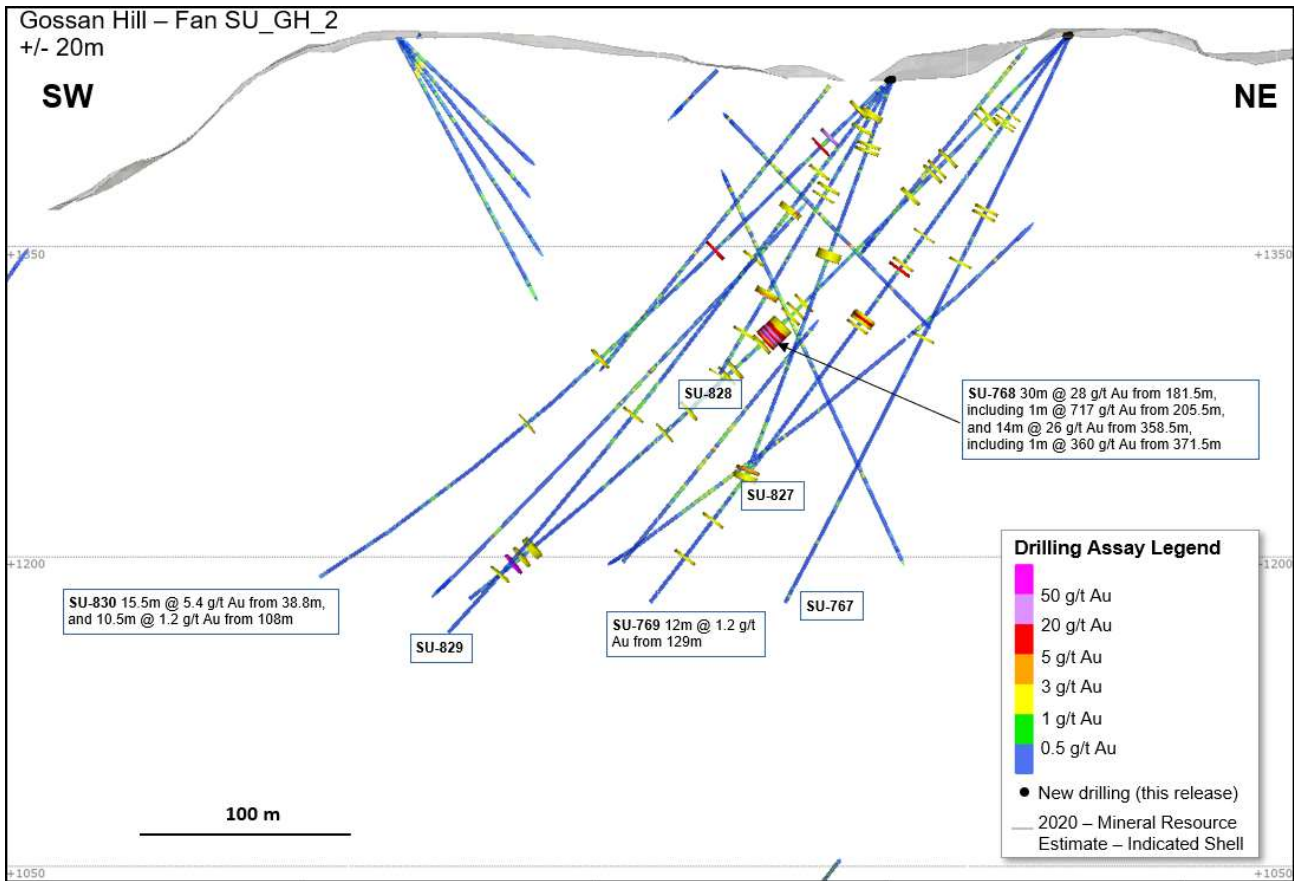 Gossan Hill – Fan SU_GH_2
+/- 20m
SW
NE
+1350
+1350
SU-828
SU-768 30m @ 28 g/t Au from 181.5m,
including 1m @ 717 g/t Au from 205.5m,
and 14m @ 26 g/t Au from 358.5m,
including 1m @ 360 g/t Au from 371.5m
SU-827
+1200
-1200
SU-830 15.5m @ 5.4 g/t Au from 38.8m,
and 10.5m @ 1.2 g/t Au from 108m
SU-829
SU-769 12m @ 1.2 g/t
Au from 129m
SU-767
Drilling Assay Legend
50 g/t Au
20 g/t Au
5 g/t Au
3 g/t Au
1 g/t Au
0.5 g/t Au
New drilling (this release)
2020 – Mineral Resource
Estimate – Indicated Shell
100 m
+1050
+1050